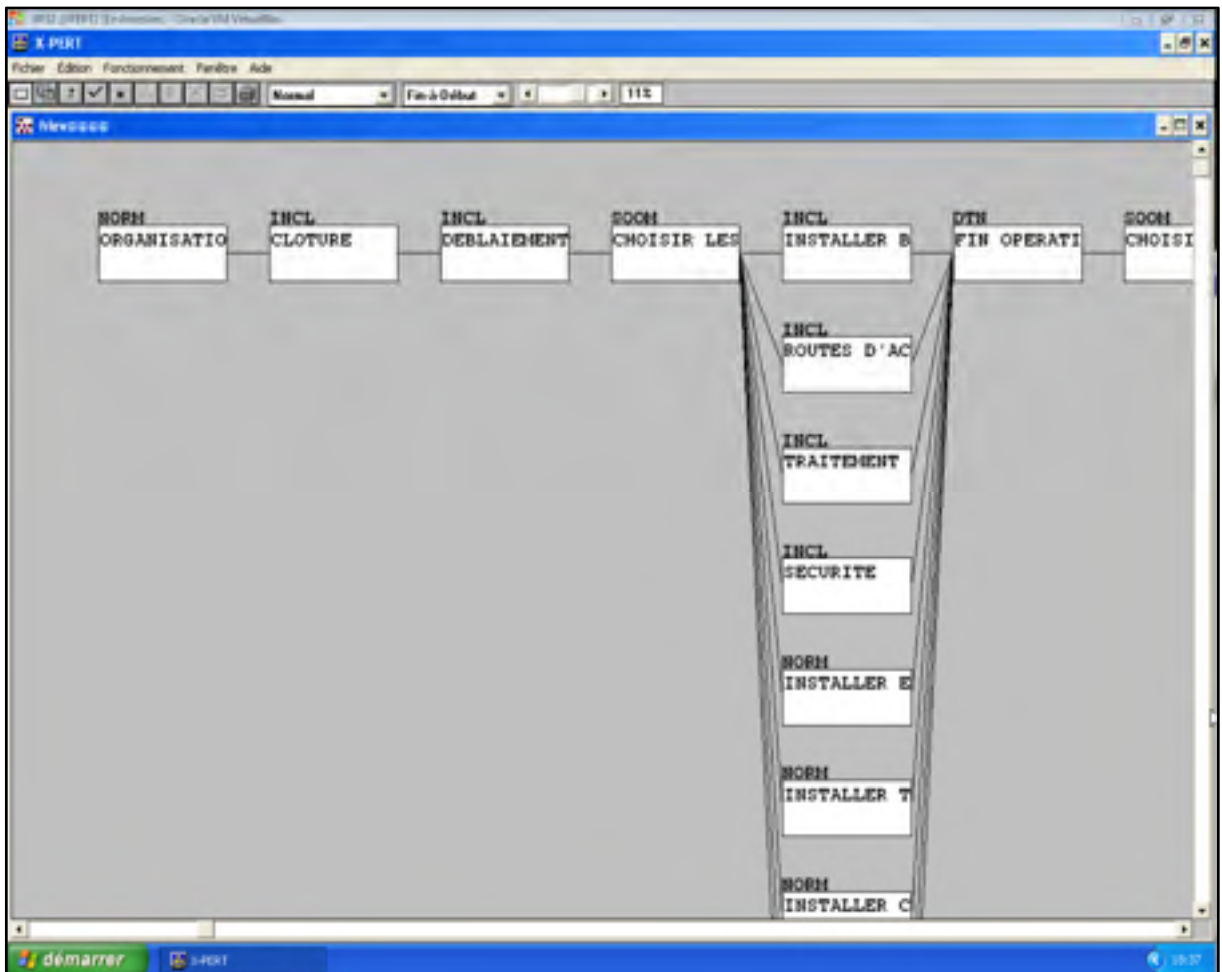 X-PERT
Fichier Édition Fonctionnement Fenêtre Aide
Normal Fin-à-Début 11%
NORM INCL INCL SOOM INCL DTN SOOM
ORGANISATIO CLOTURE DEBLAIEMENT CHOISIR LES INSTALLER B FIN OPERATI CHOISI
INCL
ROUTES D'AC
INCL
TRAITEMENT
INCL
SECURITE
NORM
INSTALLER E
NORM
INSTALLER T
NORM
INSTALLER C
démarrer X-PERT